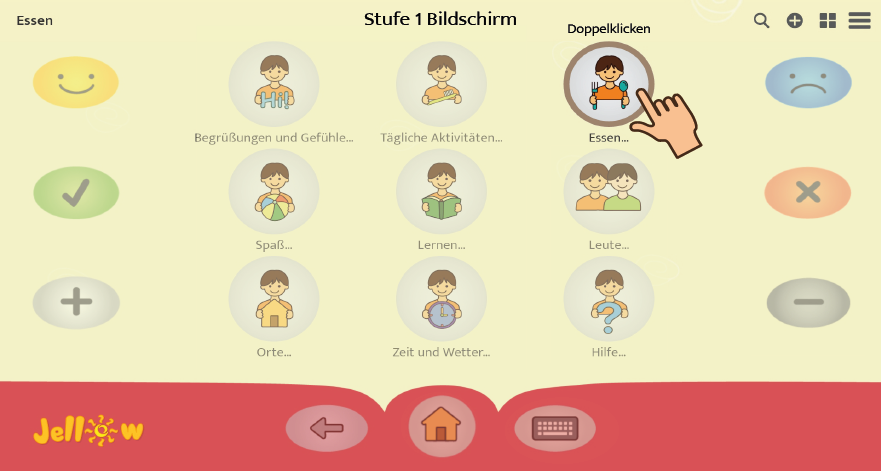 Essen
Stufe 1 Bildschirm
Doppelklicken
Hi!
Begrüßungen und Gefühle...
Tägliche Aktivitäten...
Essen...
Spaß...
Lernen...
Leute...
Orte...
Zeit und Wetter...
Hilfe...
Jellow